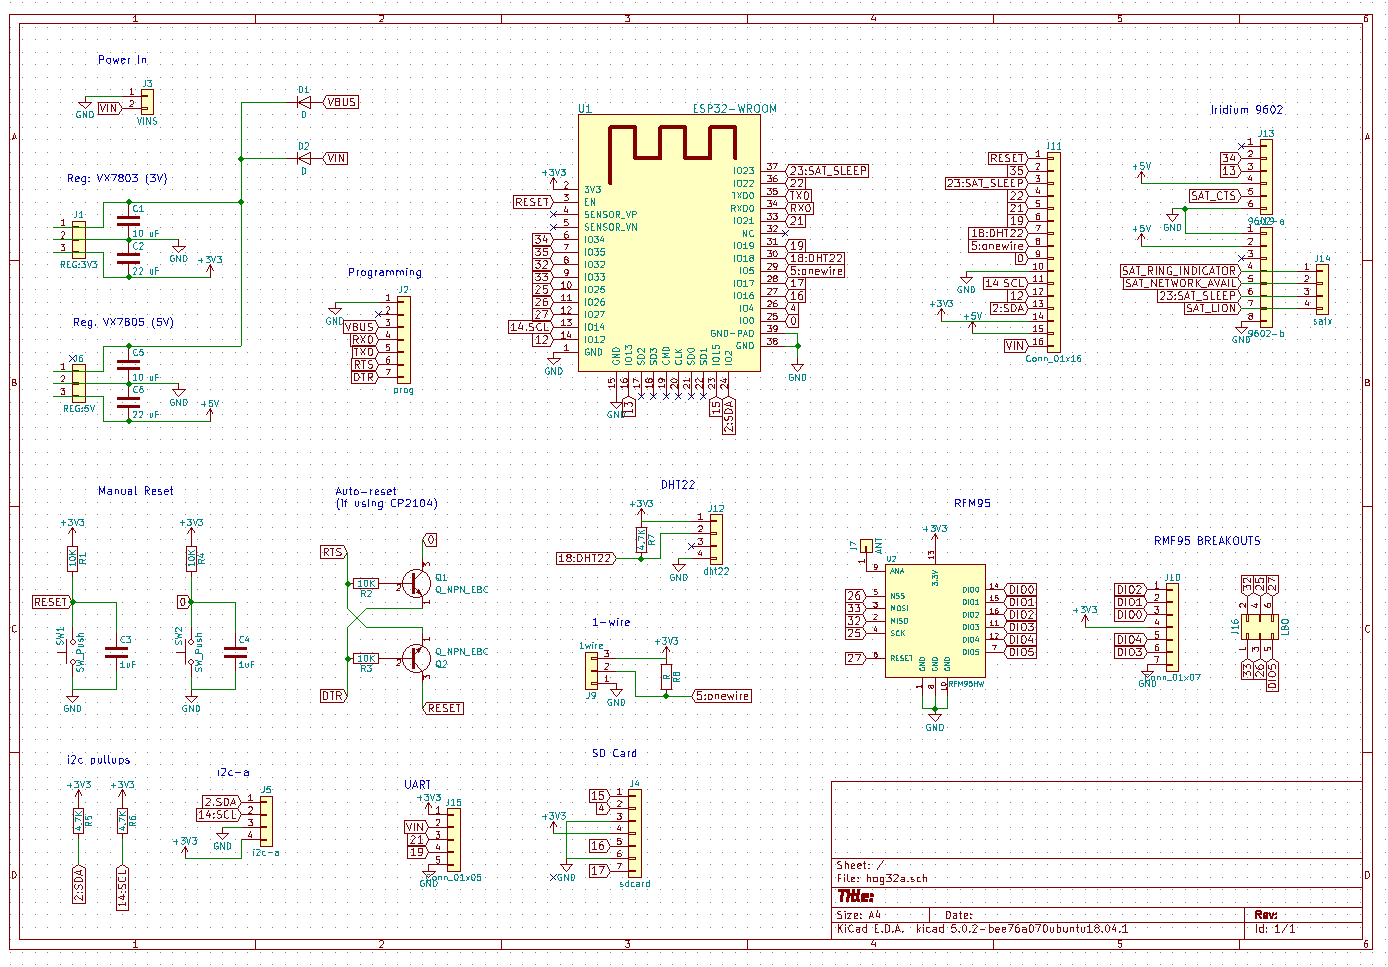 1 2 3 4 5 6
A
B
C
D
Power In
J3
1
2
GND
VIN
VINS
D1
D
VBUS
D2
D
VIN
Reg: VX7803 (3V)
J1
1
2
3
REG:3V3
C1
10 uF
C2
22 uF
GND
+3V3
Reg. VX7805 (5V)
J6
1
2
3
REG:5V
C5
10 uF
C6
22 uF
GND
+5V
Programming
J2
GND
1
2
VBUS 3
RX0 4
TX0 5
RTS 6
DTR 7
prog
U1
ESP32-WROOM
+3V3
2 3V3
RESET 3 EN
4 SENSOR_VP
5 SENSOR_VN
34 6 IO34
35 7 IO35
32 8 IO32
33 9 IO33
25 10 IO25
26 11 IO26
27 12 IO27
14.SCL 13 IO14
12 14 IO12
1 GND
GND
IO23 37 23:SAT_SLEEP
IO22 36 22
TXD0 35 TX0
RXD0 34 RX0
IO21 33 21
NC 32
IO19 31 19
IO18 30 18:DHT22
IO5 29 5:onewire
IO17 28 17
IO16 27 16
IO4 26 4
IO0 25 0
GND-PAD 39
GND 38
GND
GND IO13 SD2 SD3 CMD CLK SD0 SD1 IO15 IO2
15 16 17 18 19 20 21 22 23 24
GND 13 15 2:SDA
J11
RESET 1
35 2
23:SAT_SLEEP 3
22 4
21 5
19 6
18:DHT22 7
5:onewire 8
0 9
10
GND
14 SCL 11
12 12
2:SDA 13
+3V3 14
+5V 15
VIN 16
Conn_01x16
Iridium 9602
J13
1
34 2
13 3
+5V 4
SAT_CTS 5
6
GND
9602-a
1
+5V 2
3
SAT_RING_INDICATOR 4
SAT_NETWORK_AVAIL 5
23:SAT_SLEEP 6
SAT_LION 7
8
GND
9602-b
J14
1
2
3
4
satx
Manual Reset
+3V3
10K R1
RESET
SW1
SW_Push
C3
1uF
GND
+3V3
10K R4
0
SW2
SW_Push
C4
1uF
GND
Auto-reset
(if using CP2104)
RTS
10K
R2
0
3
2
1
Q1
Q_NPN_EBC
10K
R3
1
2
3
Q_NPN_EBC
Q2
DTR
RESET
DHT22
+3V3
J12
4.7K R7
1
2
3
4
18:DHT22
GND
dht22
1-wire
1wire
3
2
1
J9
GND
+3V3
R R8
5:onewire
RFM95
J7
ANT
1
+3V3
13
U2
9 ANA
3.3V
26 5 NSS
33 3 MOSI
32 2 MISO
25 4 SCK
27 6 RESET
DIO0 14 DIO0
DIO1 15 DIO1
DIO2 16 DIO2
DIO3 11 DIO3
DIO4 12 DIO4
DIO5 7 DIO5
GND GND GND
1 8 10
RFM95HW
GND
RMF95 BREAKOUTS
J10
DIO2 1
DIO1 2
DIO0 3
+3V3 4
DIO4 5
DIO3 6
7
GND
Conn_01x07
32 25 27
2 4 6
J16
LBO
1 3 5
33 26 DIO5
i2c pullups
+3V3
4.7K R5
2:SDA
+3V3
4.7K R6
14:SCL
i2c-a
J5
2.SDA 1
14:SCL 2
3
GND
4
+3V3
i2c-a
UART
+3V3
J15
1
VIN 2
21 3
19 4
5
GND
Conn_01x05
SD Card
J4
15 1
4 2
3
+3V3 4
16 5
6
17 7
GND
sdcard
Sheet: /
File: hog32a.sch
Title:
Size: A4 Date: Rev:
KiCad E.D.A. kicad 5.0.2-bee76a070ubuntu18.04.1 Id: 1/1